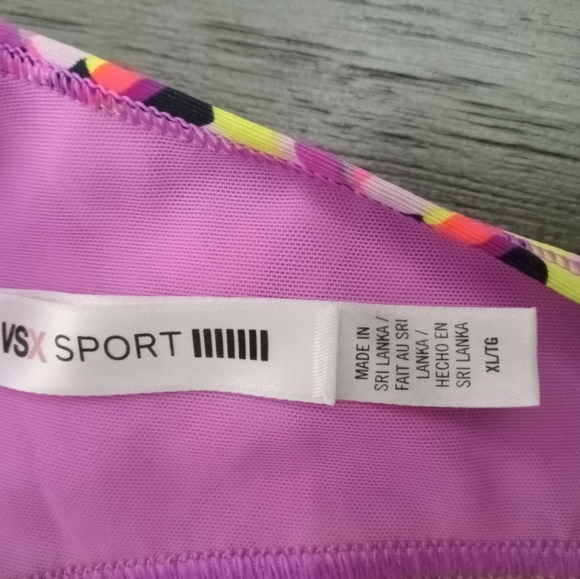 VSX SPORT
MADE IN
SRI LANKA /
FAIT AU SRI
LANKA /
HECHO EN
SRI LANKA
XL/TG